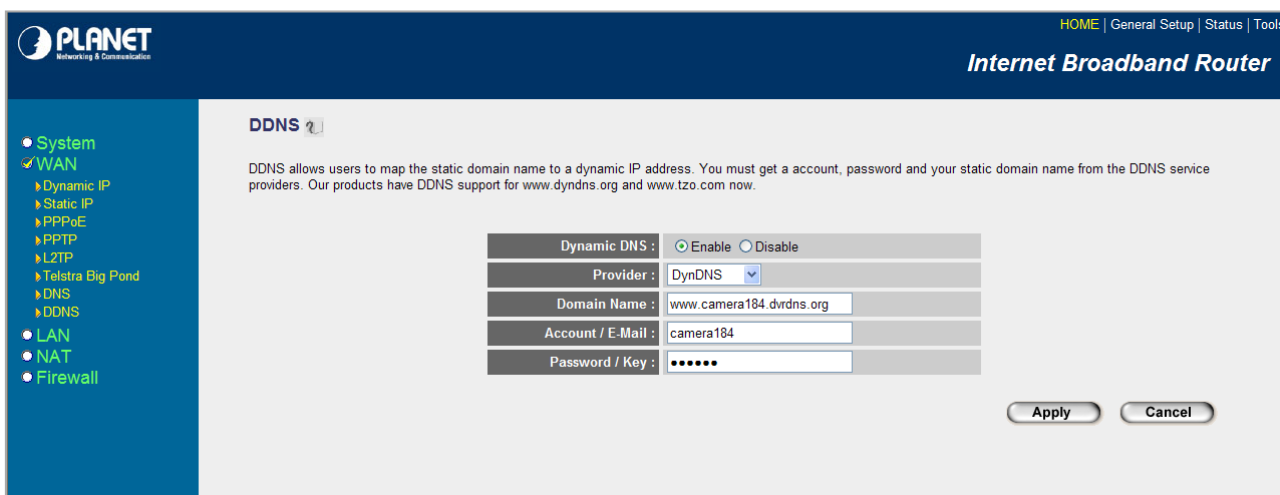 PLANET
Networking & Communication
HOME | General Setup | Status | Tools
Internet Broadband Router
System
WAN
Dynamic IP
Static IP
PPPoE
PPTP
L2TP
Telstra Big Pond
DNS
DDNS
LAN
NAT
Firewall
DDNS
DDNS allows users to map the static domain name to a dynamic IP address. You must get a account, password and your static domain name from the DDNS service
providers. Our products have DDNS support for www.dyndns.org and www.tzo.com now.
Dynamic DNS : Enable Disable
Provider : DynDNS
Domain Name : www.camera184.dvrdns.org
Account / E-Mail : camera184
Password / Key : ●●●●●●
Apply Cancel